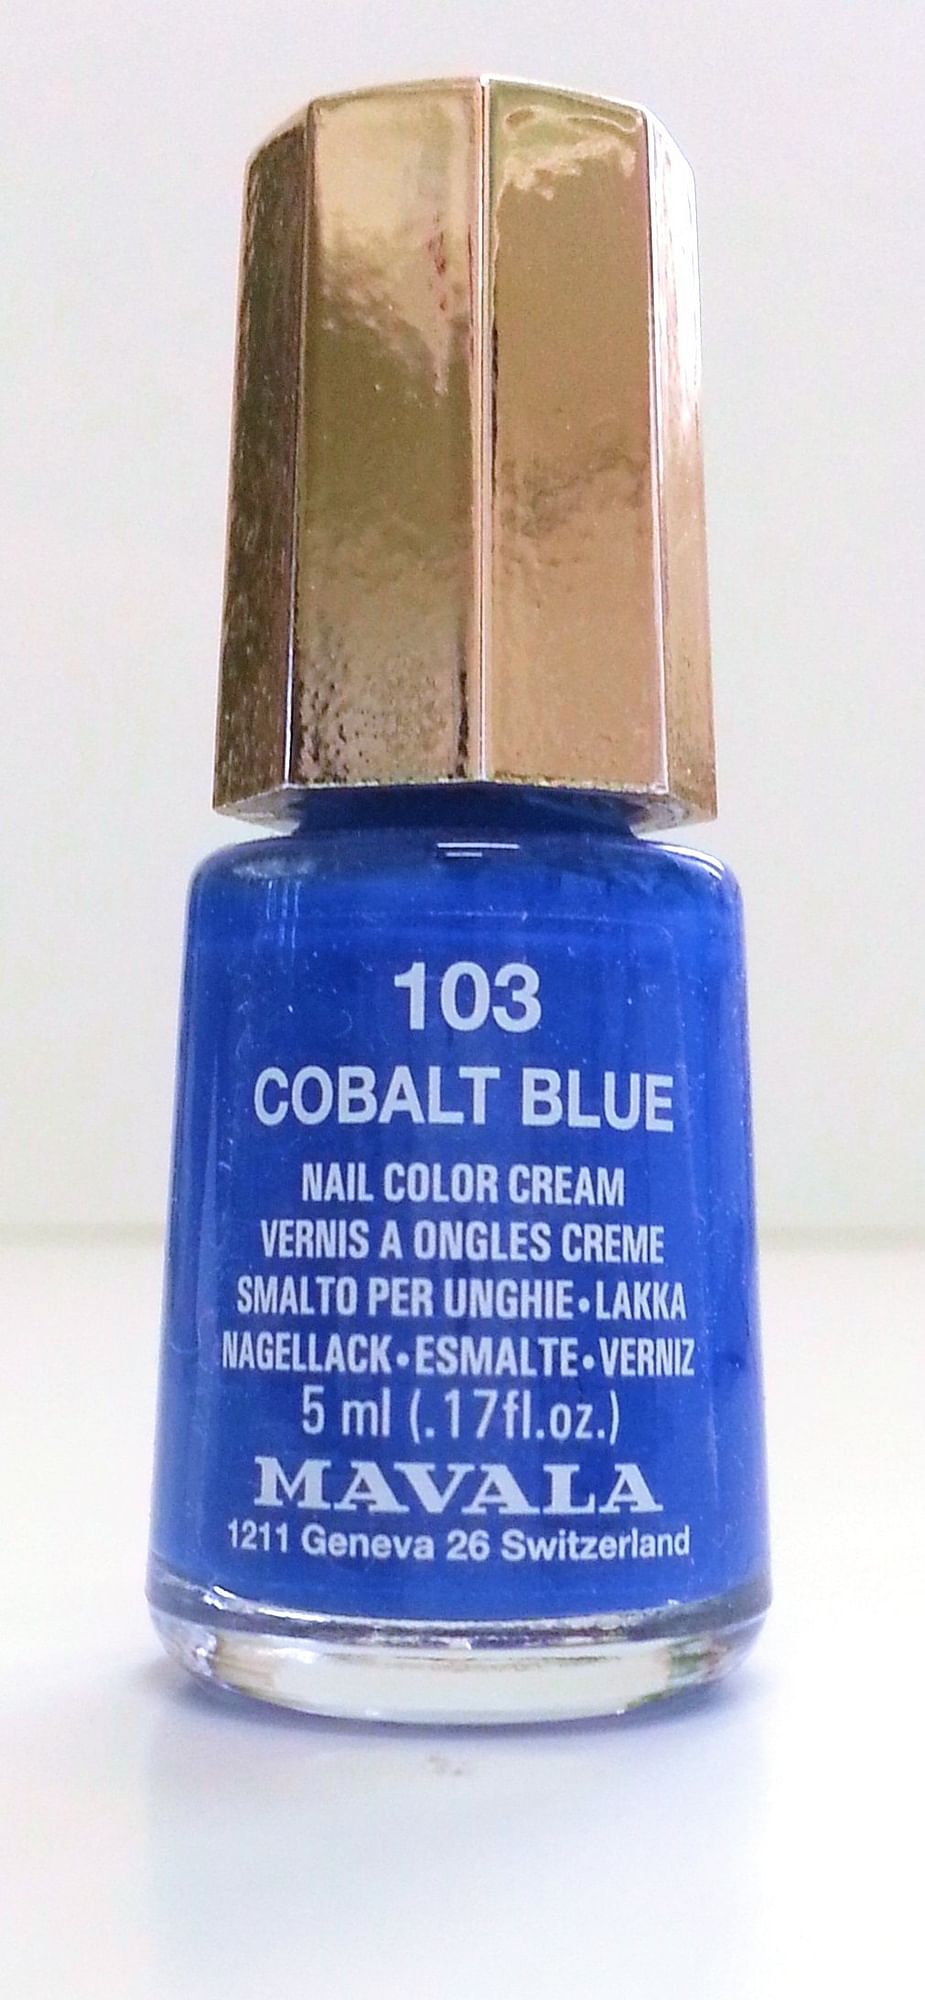 103
COBALT BLUE
NAIL COLOR CREAM
VERNIS A ONGLES CREME
SMALTO PER UNGHIE•LAKKA
NAGELLACK•ESMALTE•VERNIZ
5 ml (.17fl.oz.)
MAVALA
1211 Geneva 26 Switzerland